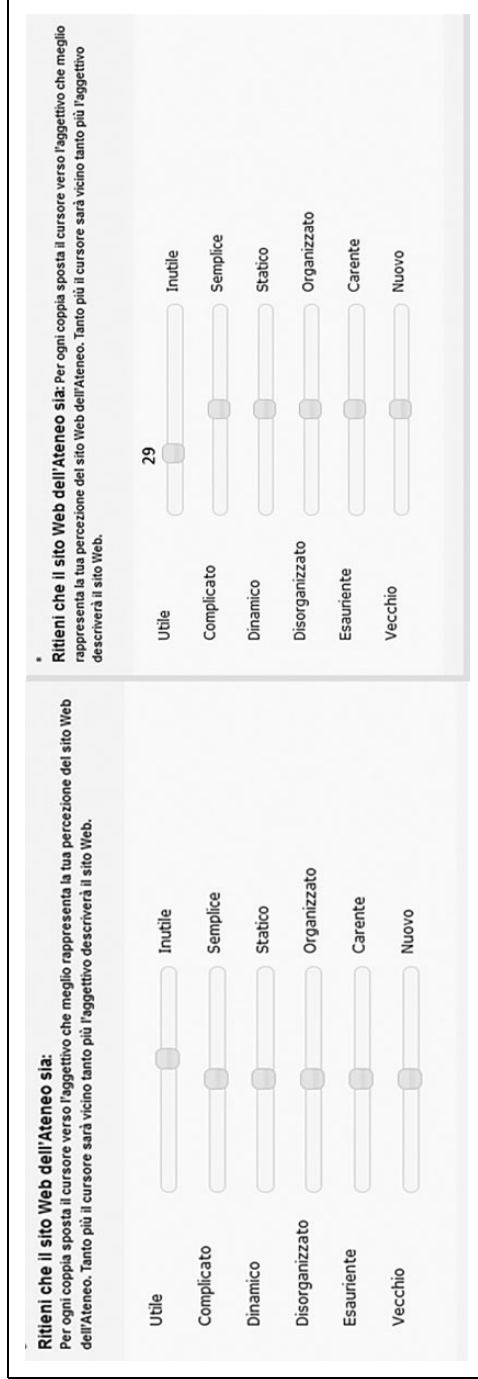 Ritieni che il sito Web dell'Ateneo sia:
Per ogni coppia sposta il cursore verso l'aggettivo che meglio rappresenta la tua percezione del sito Web
dell'Ateneo. Tanto più il cursore sarà vicino tanto più l'aggettivo descriverà il sito Web.
Utile Inutile
Complicato Semplice
Dinamico Statico
Disorganizzato Organizzato
Esauriente Carente
Vecchio Nuovo
*
Ritieni che il sito Web dell'Ateneo sia: Per ogni coppia sposta il cursore verso l'aggettivo che meglio
rappresenta la tua percezione del sito Web dell'Ateneo. Tanto più il cursore sarà vicino tanto più l'aggettivo
descriverà il sito Web.
29
Utile Inutile
Complicato Semplice
Dinamico Statico
Disorganizzato Organizzato
Esauriente Carente
Vecchio Nuovo